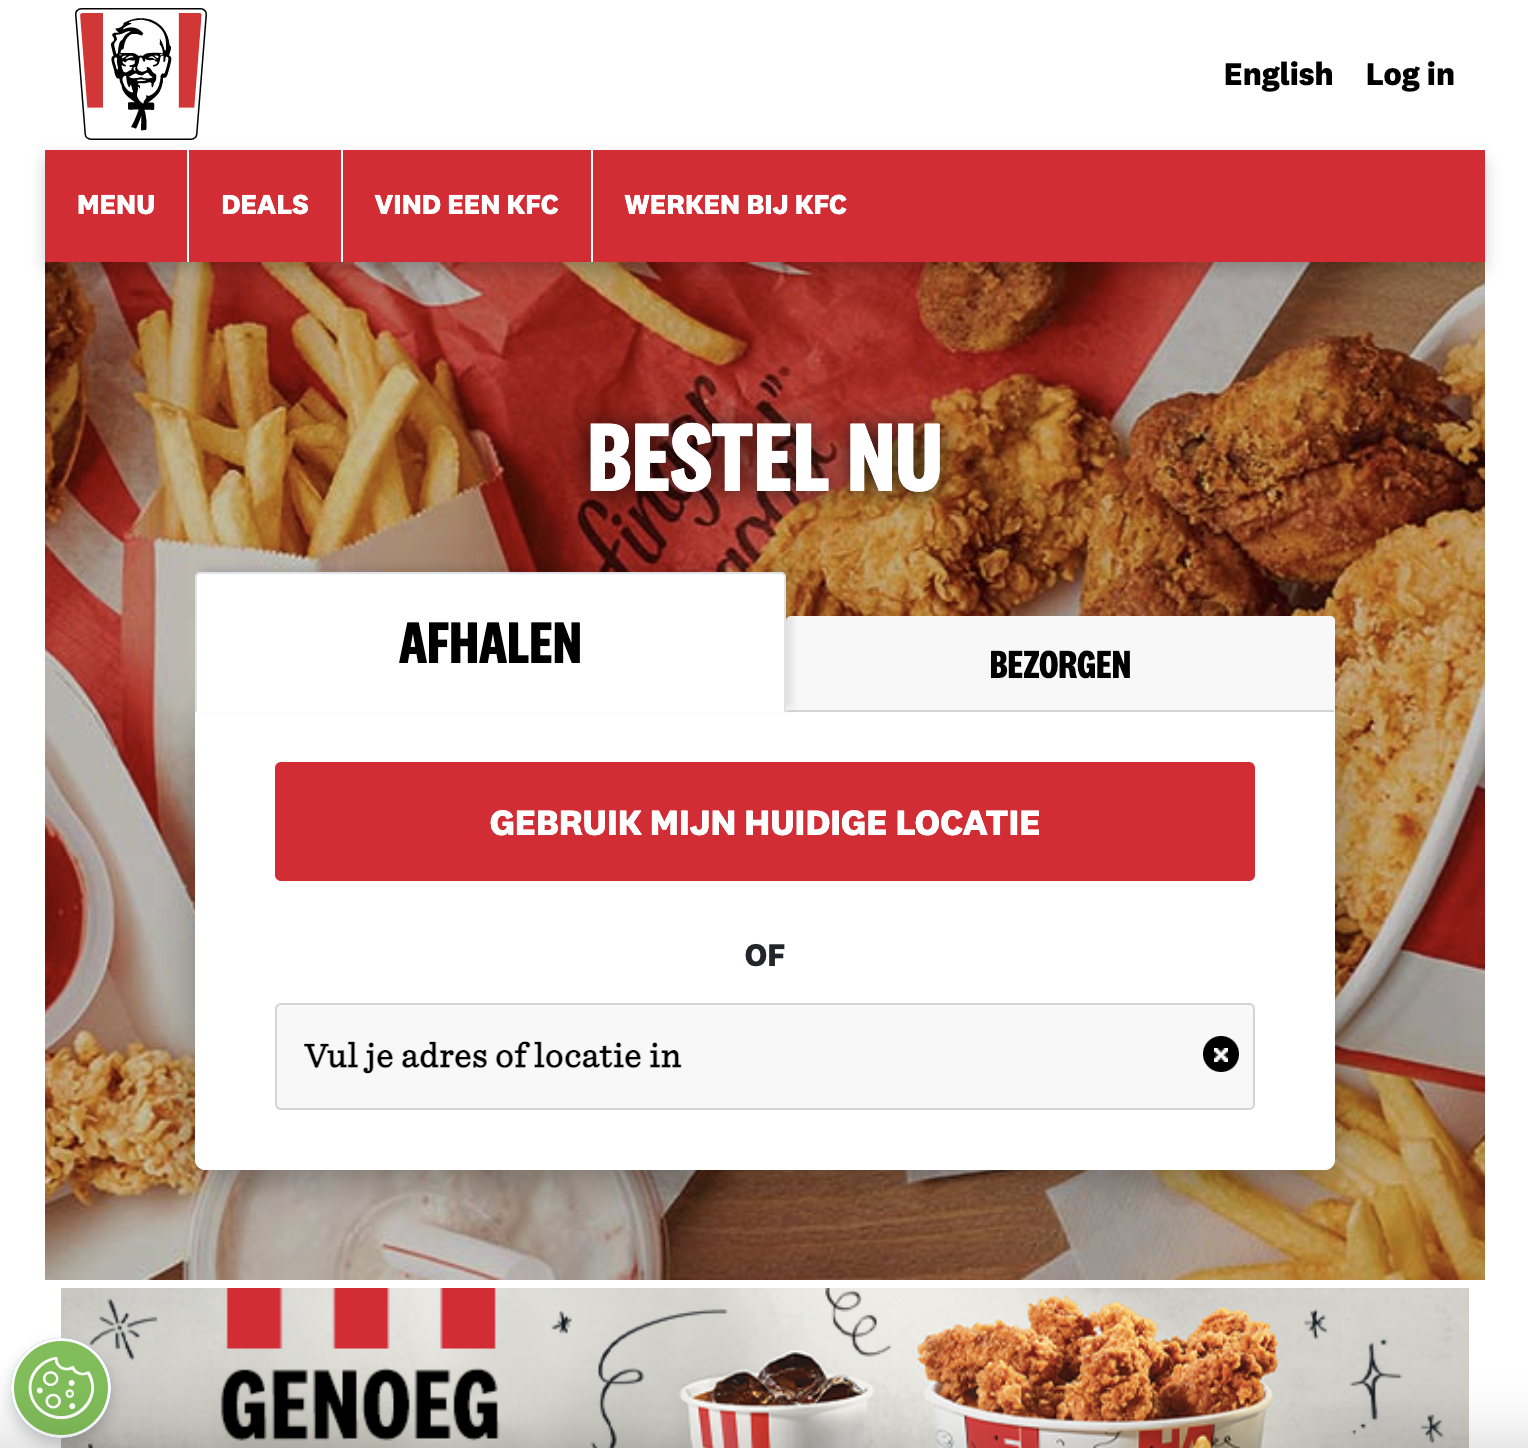 English Log in
MENU DEALS VIND EEN KFC WERKEN BIJ KFC
finger
BESTEL NU
AFHALEN
BEZORGEN
GEBRUIK MIJN HUIDIGE LOCATIE
OF
Vul je adres of locatie in
GENOEG